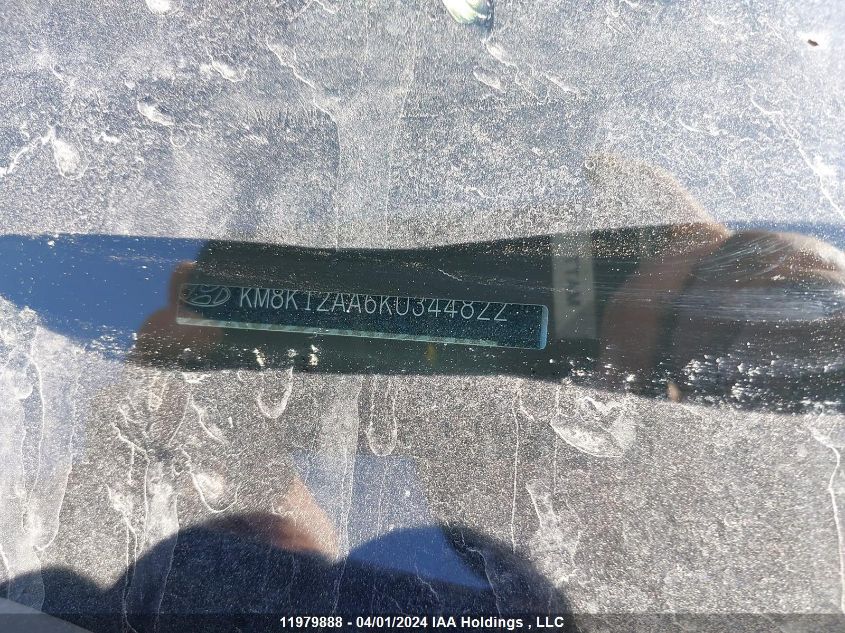 KM8K12AA6KU344822
11979888 - 04/01/2024 IAA Holdings , LLC